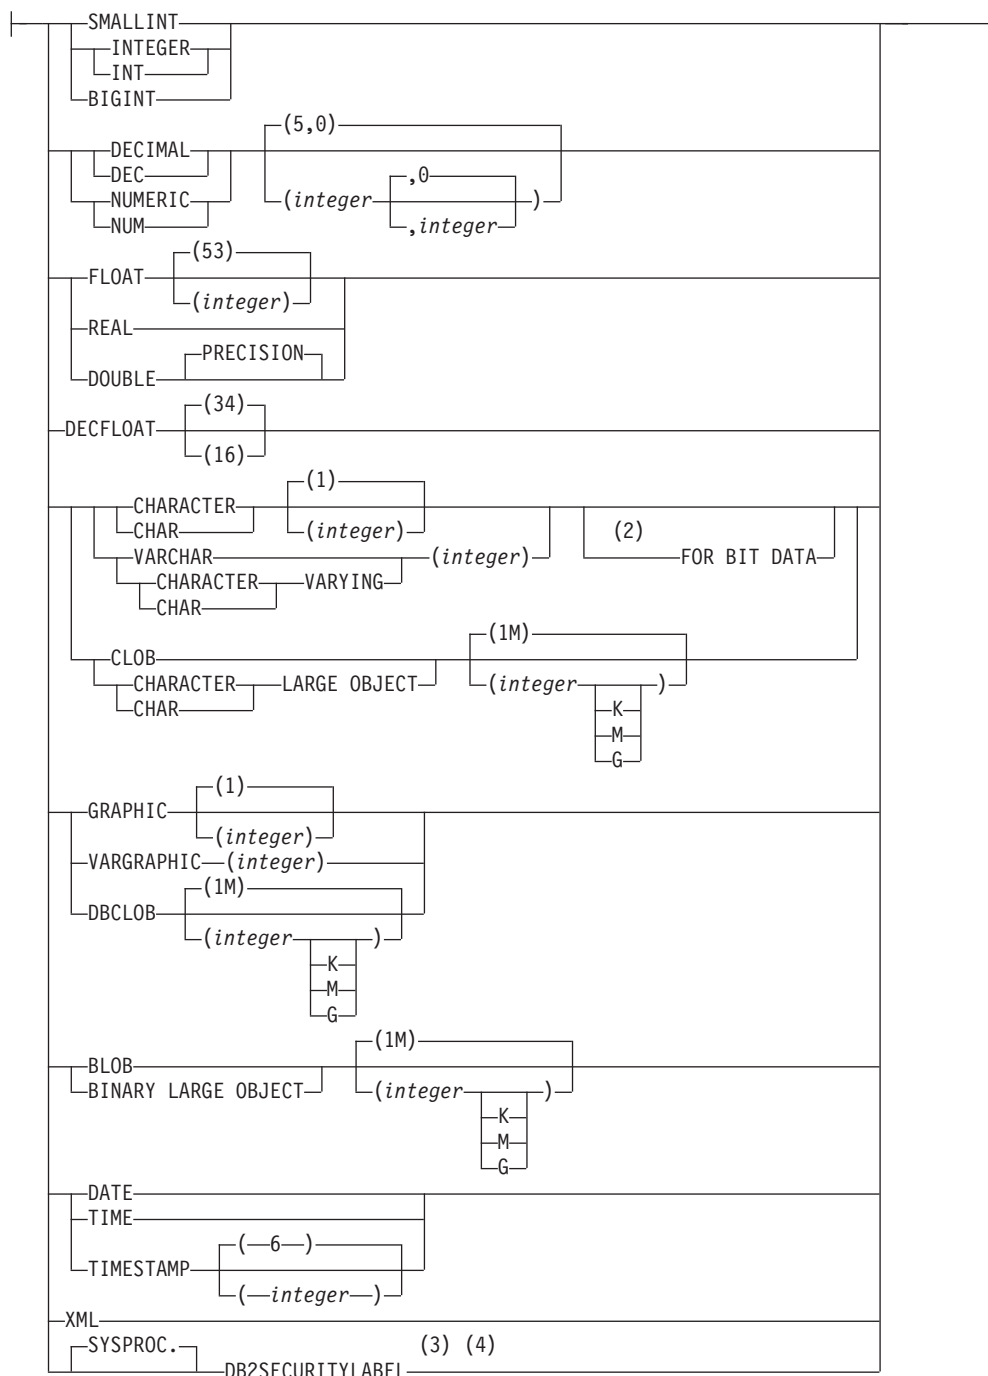 SMALLINT
INTEGER
INT
BIGINT
(5,0)
DECIMAL
DEC
,0
NUMERIC
(integer )
NUM
,integer
(53)
FLOAT
(integer)
REAL
PRECISION
DOUBLE
(34)
DECFLOAT
(16)
(1)
CHARACTER
CHAR
(integer)
(2)
VARCHAR
(integer)
FOR BIT DATA
CHARACTER VARYING
CHAR
(1M)
CLOB
CHARACTER LARGE OBJECT
(integer )
CHAR
K
M
G
(1)
GRAPHIC
(integer)
VARGRAPHIC (integer)
(1M)
DBCLOB
(integer )
K
M
G
(1M)
BLOB
BINARY LARGE OBJECT
(integer )
K
M
G
DATE
TIME
( 6 )
TIMESTAMP
( integer )
XML
SYSPROC.
(3) (4)
DB2SECURITYLABEL